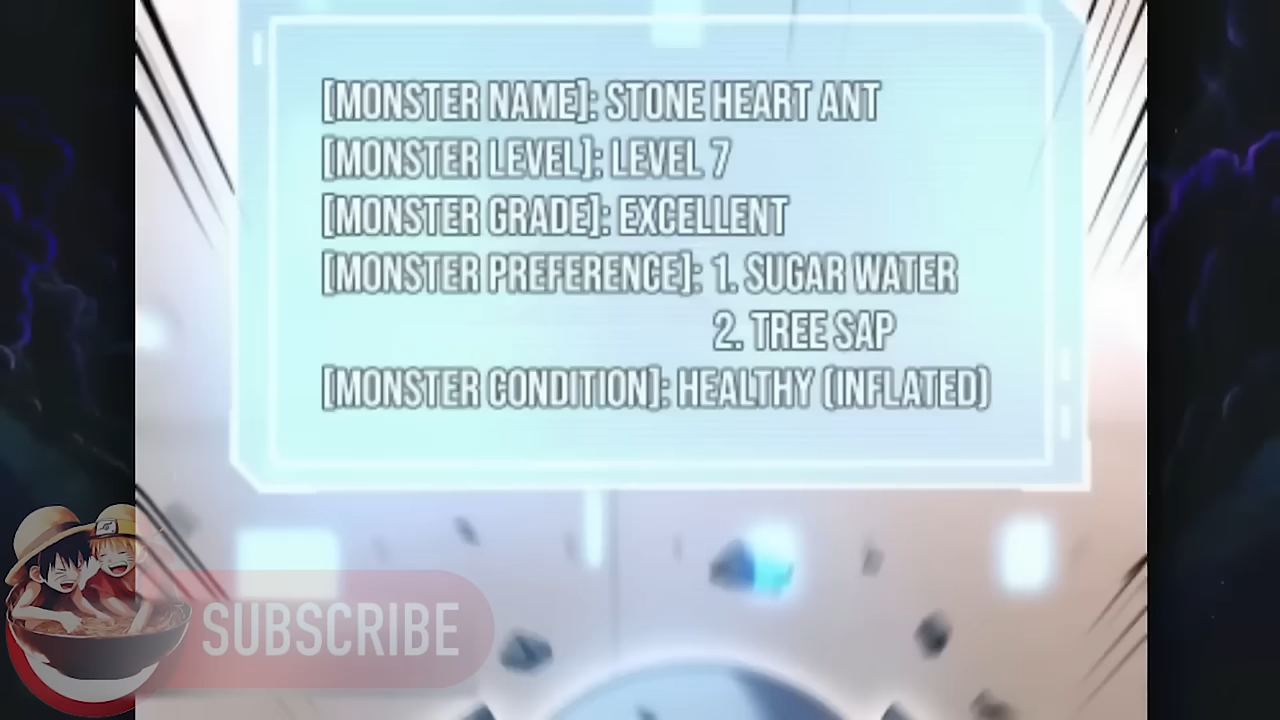 [MONSTER NAME]: STONE HEART ANT
[MONSTER LEVEL]: LEVEL 7
[MONSTER GRADE]: EXCELLENT
[MONSTER PREFERENCE]: 1. SUGAR WATER
2. TREE SAP
[MONSTER CONDITION]: HEALTHY (INFLATED)
SUBSCRIBE